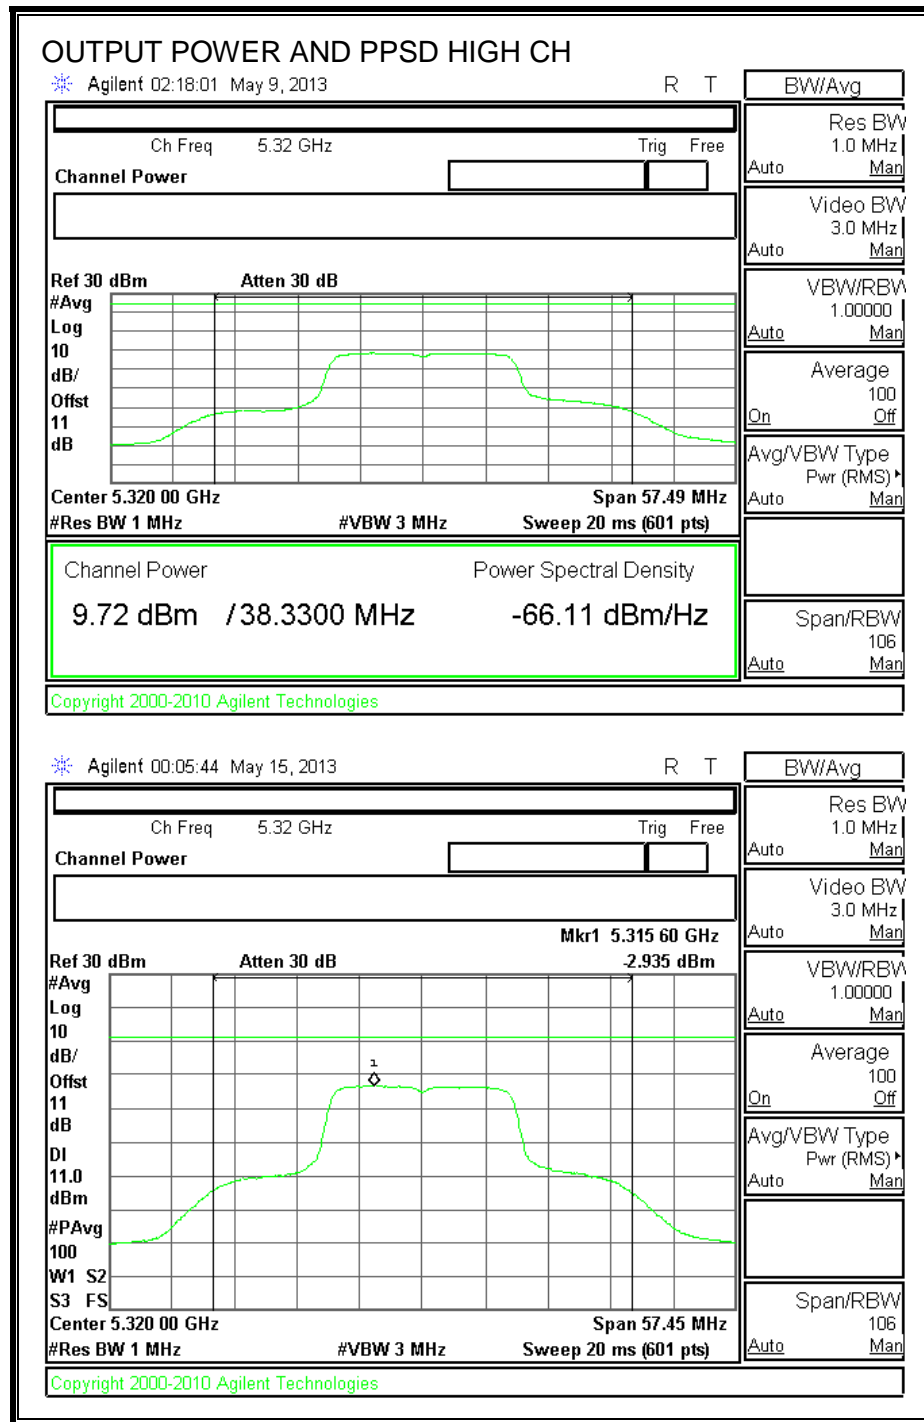 OUTPUT POWER AND PPSD HIGH CH
Agilent 02:18:01 May 9, 2013 R T
Ch Freq 5.32 GHz Trig Free
Channel Power
Ref 30 dBm Atten 30 dB
#Avg
Log
10
dB/
Offst
11
dB
Center 5.320 00 GHz Span 57.49 MHz
#Res BW 1 MHz #VBW 3 MHz Sweep 20 ms (601 pts)
Channel Power Power Spectral Density
9.72 dBm /38.3300 MHz -66.11 dBm/Hz
Copyright 2000-2010 Agilent Technologies
BW/Avg
Res BW
1.0 MHz
Auto Man
Video BW
3.0 MHz
Auto Man
VBW/RBW
1.00000
Auto Man
Average
100
On Off
Avg/VBW Type
Pwr (RMS)
Auto Man
Span/RBW
106
Auto Man
Agilent 00:05:44 May 15, 2013 R T
Ch Freq 5.32 GHz Trig Free
Channel Power
Mkr1 5.315 60 GHz
Ref 30 dBm Atten 30 dB -2.935 dBm
#Avg
Log
10
dB/
Offst
11
dB
DI
11.0
dBm
#PAvg
100
W1 S2
S3 FS
1
Center 5.320 00 GHz Span 57.45 MHz
#Res BW 1 MHz #VBW 3 MHz Sweep 20 ms (601 pts)
Copyright 2000-2010 Agilent Technologies
BW/Avg
Res BW
1.0 MHz
Auto Man
Video BW
3.0 MHz
Auto Man
VBW/RBW
1.00000
Auto Man
Average
100
On Off
Avg/VBW Type
Pwr (RMS)
Auto Man
Span/RBW
106
Auto Man